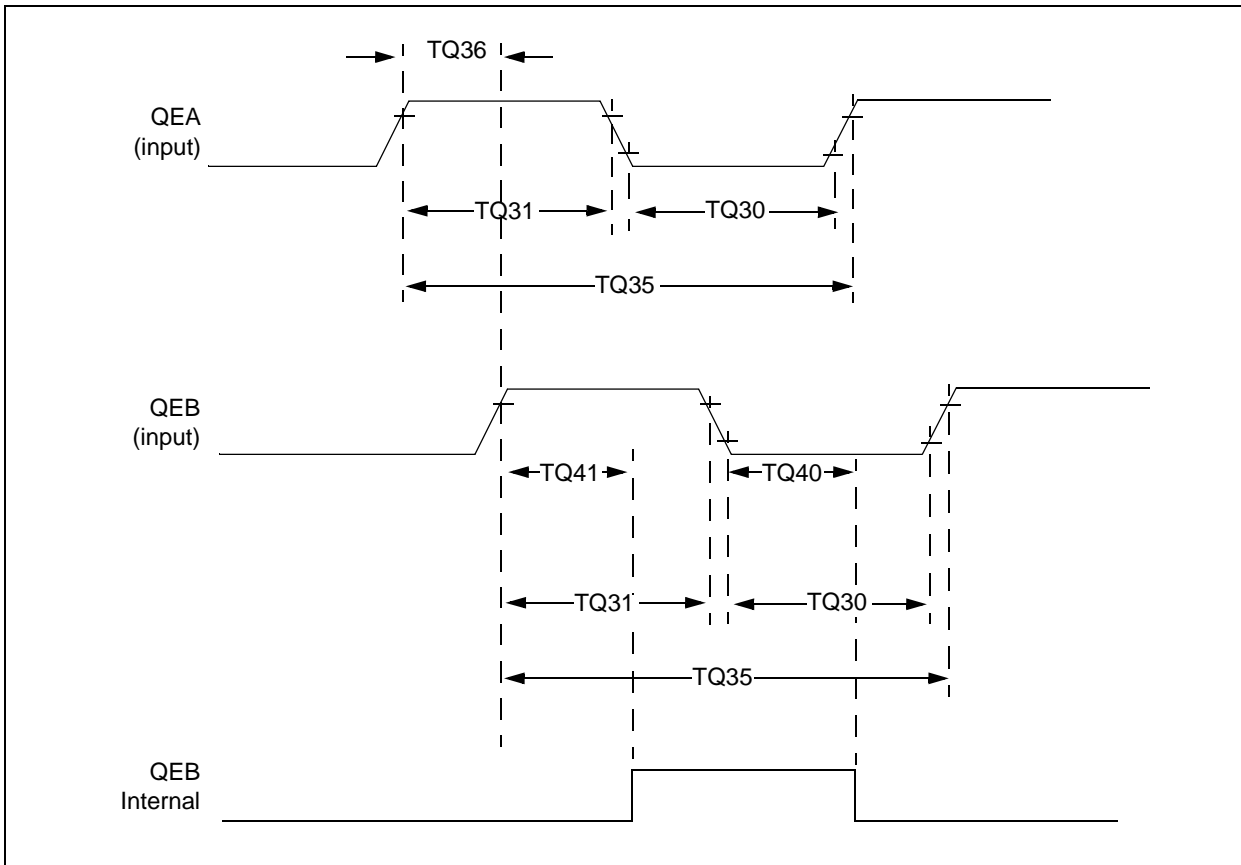 TQ36
QEA
(input)
TQ31
TQ30
TQ35
QEB
(input)
TQ41
TQ40
TQ31
TQ30
TQ35
QEB
Internal